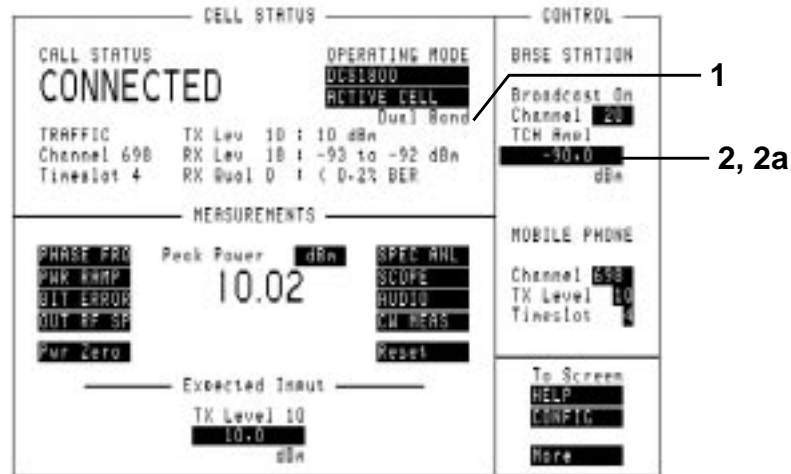 CELL STATUS
CALL STATUS
CONNECTED
OPERATING MODE
DCS1800
ACTIVE CELL
Dual Band
TRAFFIC
Channel 698
Timeslot 4
TX Lev 10 : 10 dBm
RX Lev 18 : -93 to -92 dBm
RX Qual 0 : < 0.2% BER
MEASUREMENTS
PHASE FRQ
PWR RAMP
BIT ERROR
OUT RF SP
Pwr Zero
Peak Power dBm
10.02
SPEC ANL
SCOPE
AUDIO
CW MEAS
Reset
Expected Input
TX Level 10
10.0
dBm
CONTROL
BASE STATION
Broadcast On
Channel 20
TCH Ampl
-90.0
dBm
MOBILE PHONE
Channel 698
TX Level 10
Timeslot 4
To Screen
HELP
CONFIG
More
1
2, 2a